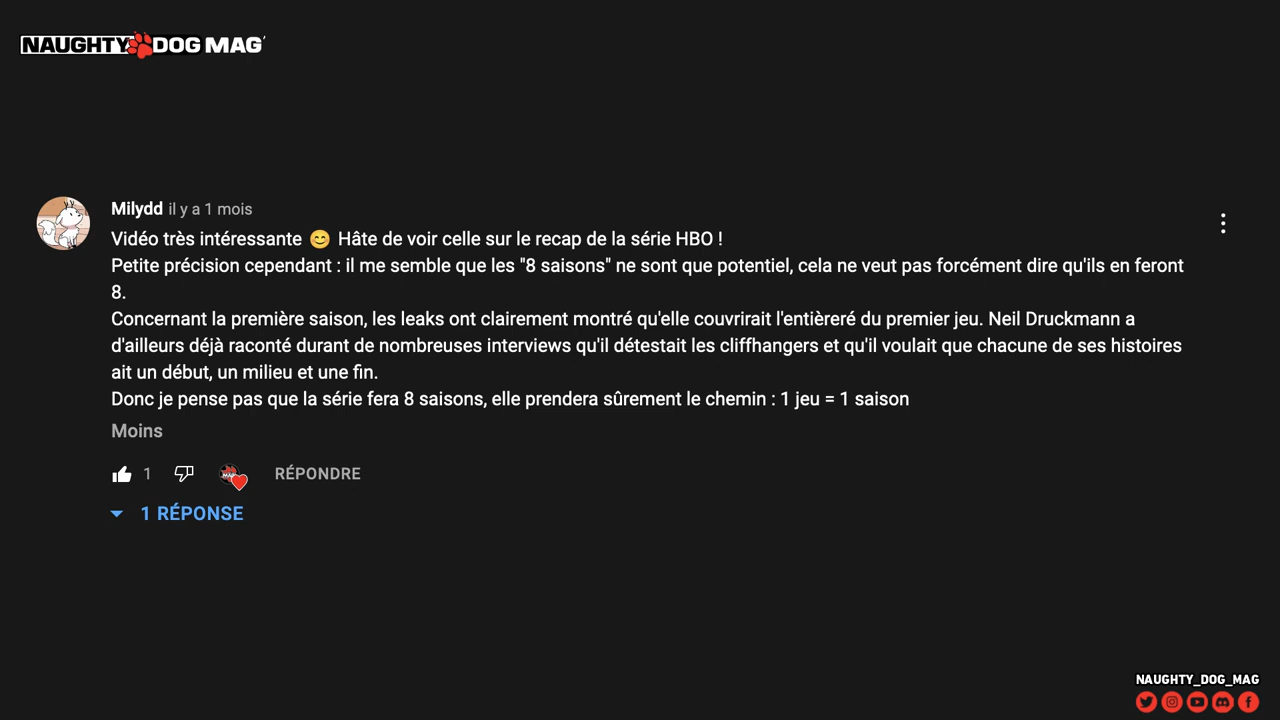 NAUGHTY DOG MAG'
Milydd il y a 1 mois
Vidéo très intéressante 😊 Hâte de voir celle sur le recap de la série HBO !
Petite précision cependant : il me semble que les "8 saisons" ne sont que potentiel, cela ne veut pas forcément dire qu'ils en feront
8.
Concernant la première saison, les leaks ont clairement montré qu'elle couvrirait l'entièreré du premier jeu. Neil Druckmann a
d'ailleurs déjà raconté durant de nombreuses interviews qu'il détestait les cliffhangers et qu'il voulait que chacune de ses histoires
ait un début, un milieu et une fin.
Donc je pense pas que la série fera 8 saisons, elle prendera sûrement le chemin : 1 jeu = 1 saison
Moins
1 RÉPONDRE
1 RÉPONSE
NAUGHTY_DOG_MAG